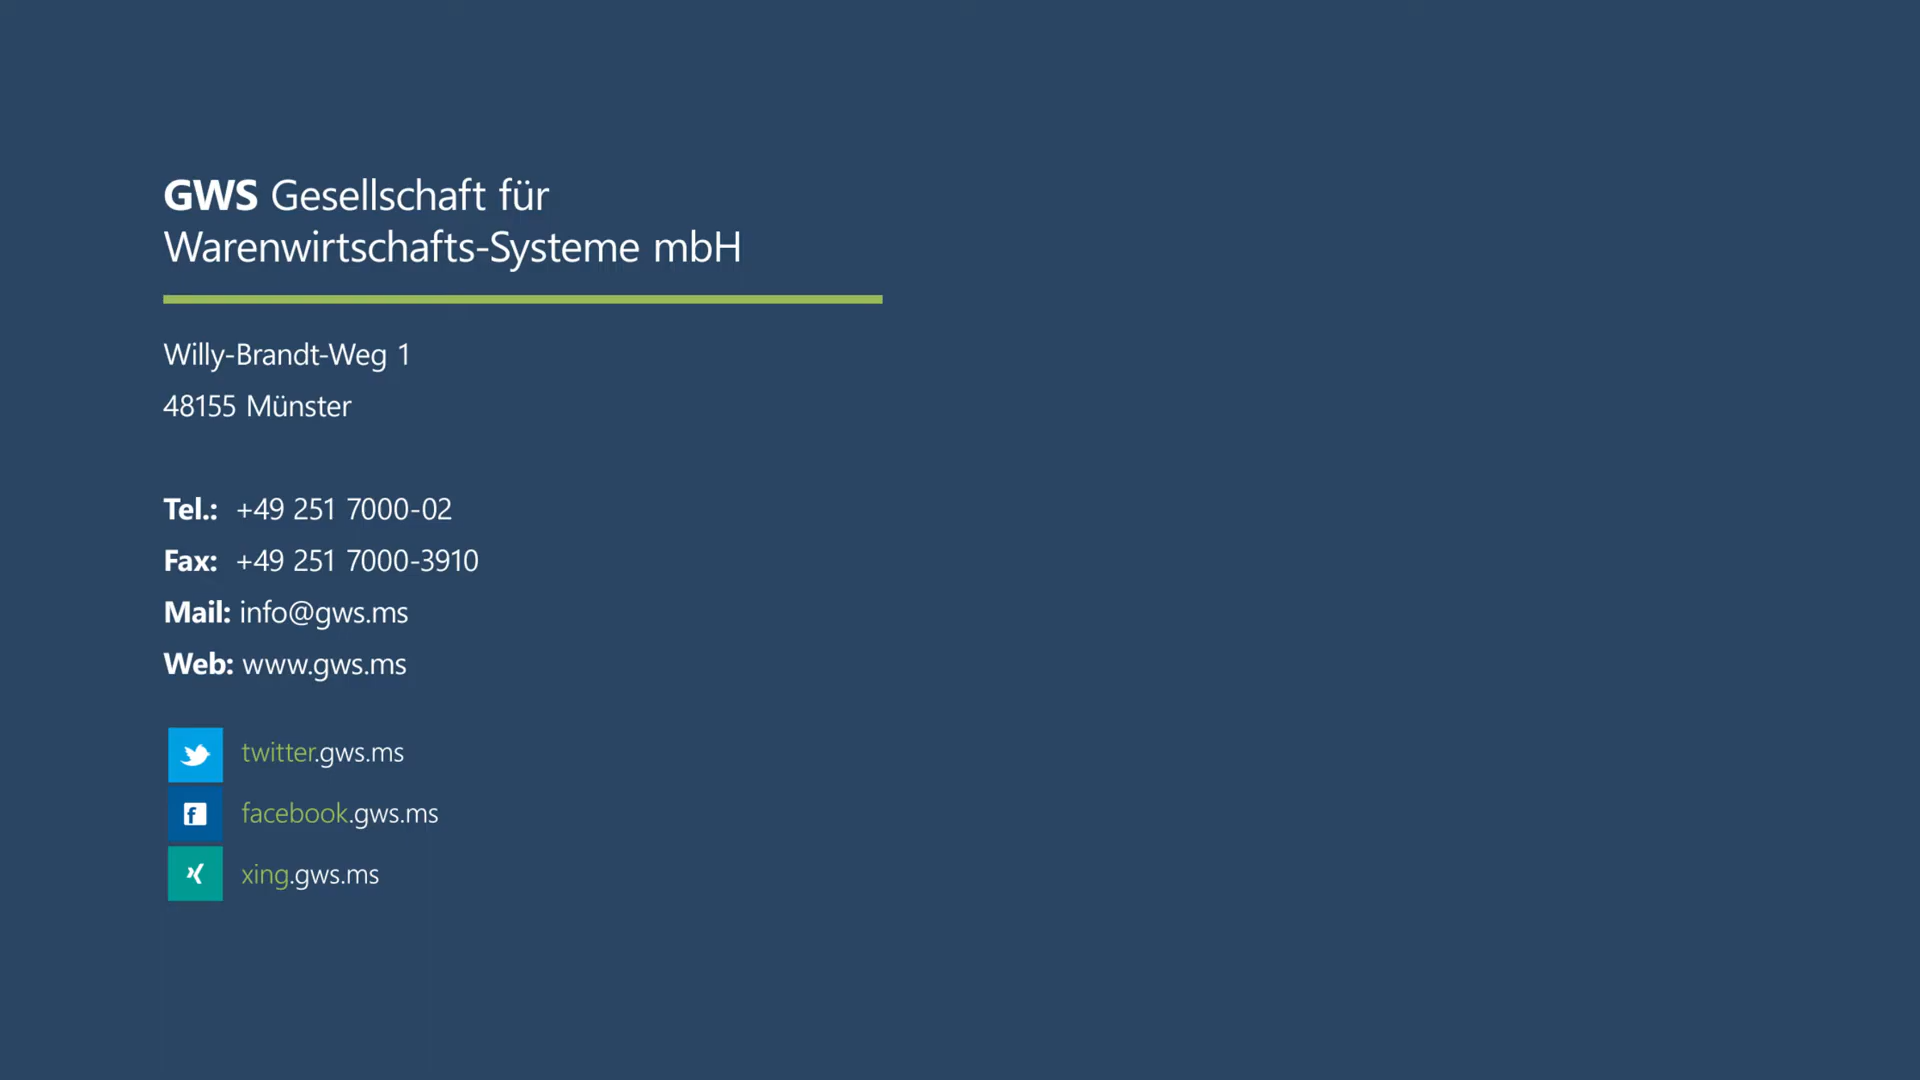 GWS Gesellschaft für
Warenwirtschafts-Systeme mbH
Willy-Brandt-Weg 1
48155 Münster
Tel.: +49 251 7000-02
Fax: +49 251 7000-3910
Mail: info@gws.ms
Web: www.gws.ms
twitter.gws.ms
facebook.gws.ms
xing.gws.ms